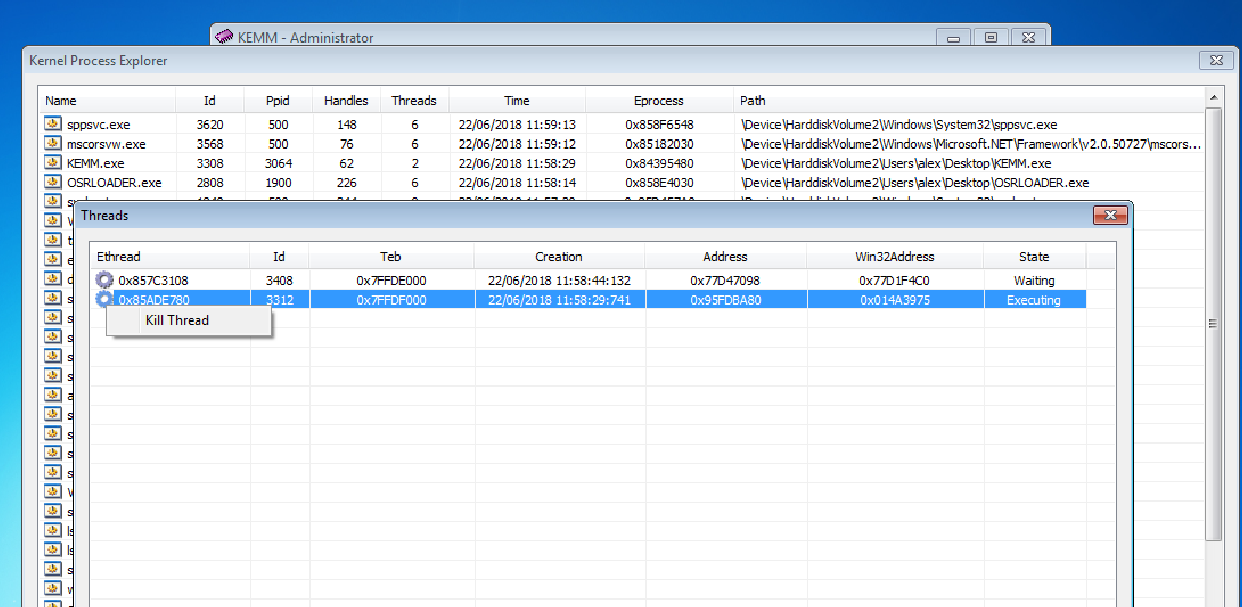 KEMM - Administrator
Kernel Process Explorer
Name Id Ppid Handles Threads Time Eprocess Path
sppsvc.exe 3620 500 148 6 22/06/2018 11:59:13 0x858F6548 \Device\HarddiskVolume2\Windows\System32\sppsvc.exe
mscorsvw.exe 3568 500 76 6 22/06/2018 11:59:12 0x85182030 \Device\HarddiskVolume2\Windows\Microsoft.NET\Framework\v2.0.50727\mscors...
KEMM.exe 3308 3064 62 2 22/06/2018 11:58:29 0x84395480 \Device\HarddiskVolume2\Users\alex\Desktop\KEMM.exe
OSRLOADER.exe 2808 1900 226 6 22/06/2018 11:58:14 0x858E4030 \Device\HarddiskVolume2\Users\alex\Desktop\OSRLOADER.exe
Threads
Ethread Id Teb Creation Address Win32Address State
0x857C3108 3408 0x7FFDE000 22/06/2018 11:58:44:132 0x77D47098 0x77D1F4C0 Waiting
0x85ADE780 3312 0x7FFDF000 22/06/2018 11:58:29:741 0x95FDBA80 0x014A3975 Executing
Kill Thread